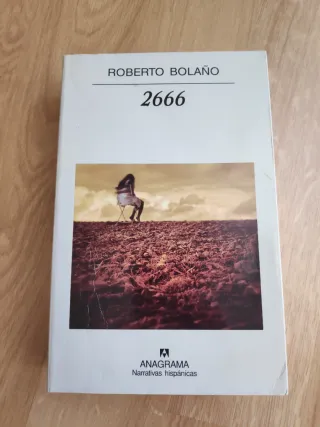 ROBERTO BOLAÑO
2666
ANAGRAMA
Narrativas hispánicas